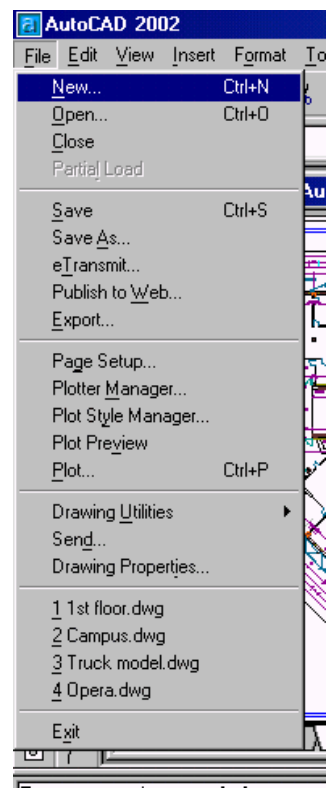 AutoCAD 2002
File Edit View Insert Format
New... Ctrl+N
Open... Ctrl+O
Close
Partial Load
Save Ctrl+S
Save As...
eTransmit...
Publish to Web...
Export...
Page Setup...
Plotter Manager...
Plot Style Manager...
Plot Preview
Plot... Ctrl+P
Drawing Utilities
Send...
Drawing Properties...
1 1st floor.dwg
2 Campus.dwg
3 Truck model.dwg
4 Opera.dwg
Exit